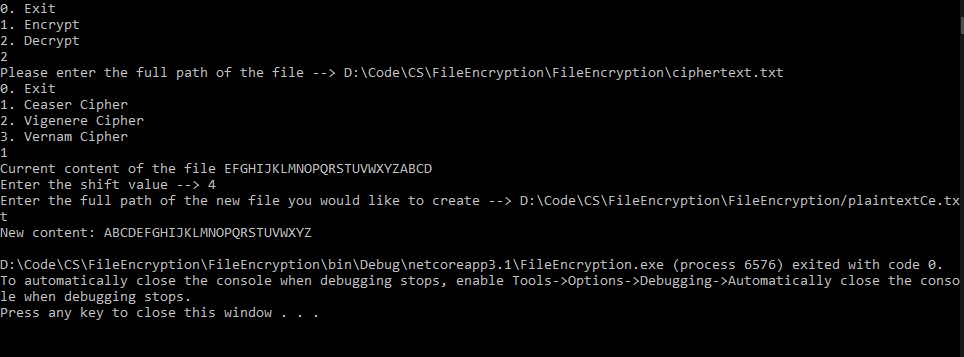 0. Exit
1. Encrypt
2. Decrypt
2
Please enter the full path of the file --> D:\Code\CS\FileEncryption\FileEncryption\ciphertext.txt
0. Exit
1. Ceaser Cipher
2. Vigenere Cipher
3. Vernam Cipher
1
Current content of the file EFGHIJKLMNOPQRSTUVWXYZABCD
Enter the shift value --> 4
Enter the full path of the new file you would like to create --> D:\Code\CS\FileEncryption\FileEncryption/plaintextCe.tx
t
New content: ABCDEFGHIJKLMNOPQRSTUVWXYZ
D:\Code\CS\FileEncryption\FileEncryption\bin\Debug\netcoreapp3.1\FileEncryption.exe (process 6576) exited with code 0.
To automatically close the console when debugging stops, enable Tools->Options->Debugging->Automatically close the conso
le when debugging stops.
Press any key to close this window . . .